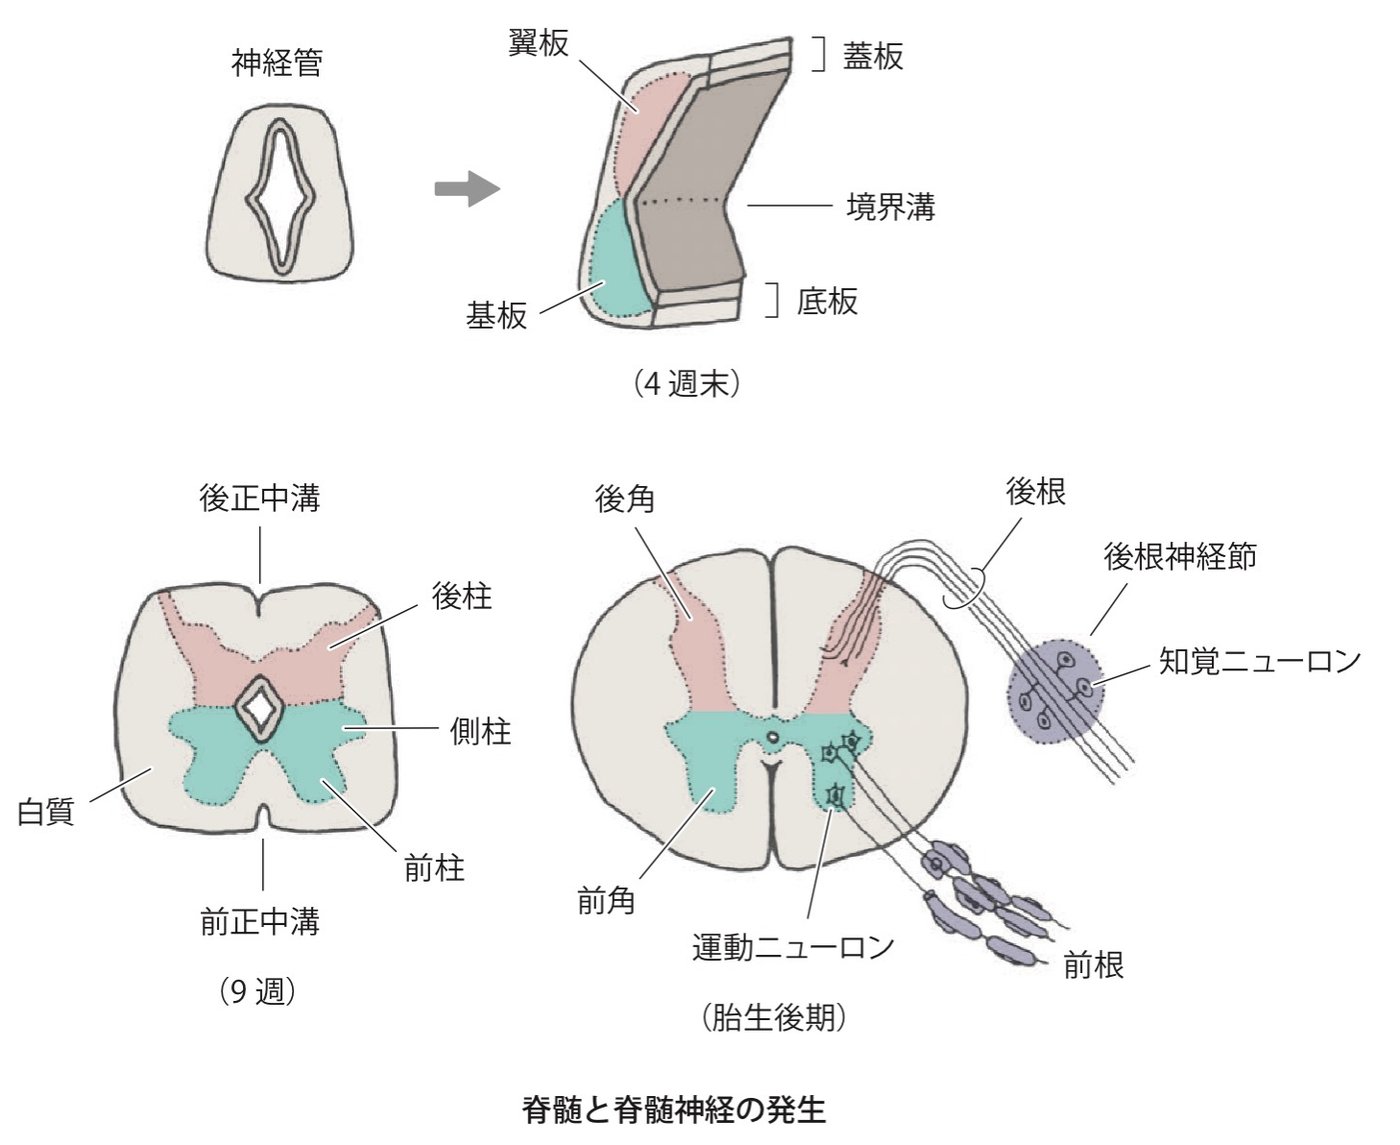 神経管
翼板
蓋板
境界溝
基板
底板
（4 週末）
後正中溝
後柱
側柱
白質
前柱
前正中溝
（9 週）
後角
後根
後根神経節
知覚ニューロン
前角
運動ニューロン
前根
（胎生後期）
脊髄と脊髄神経の発生